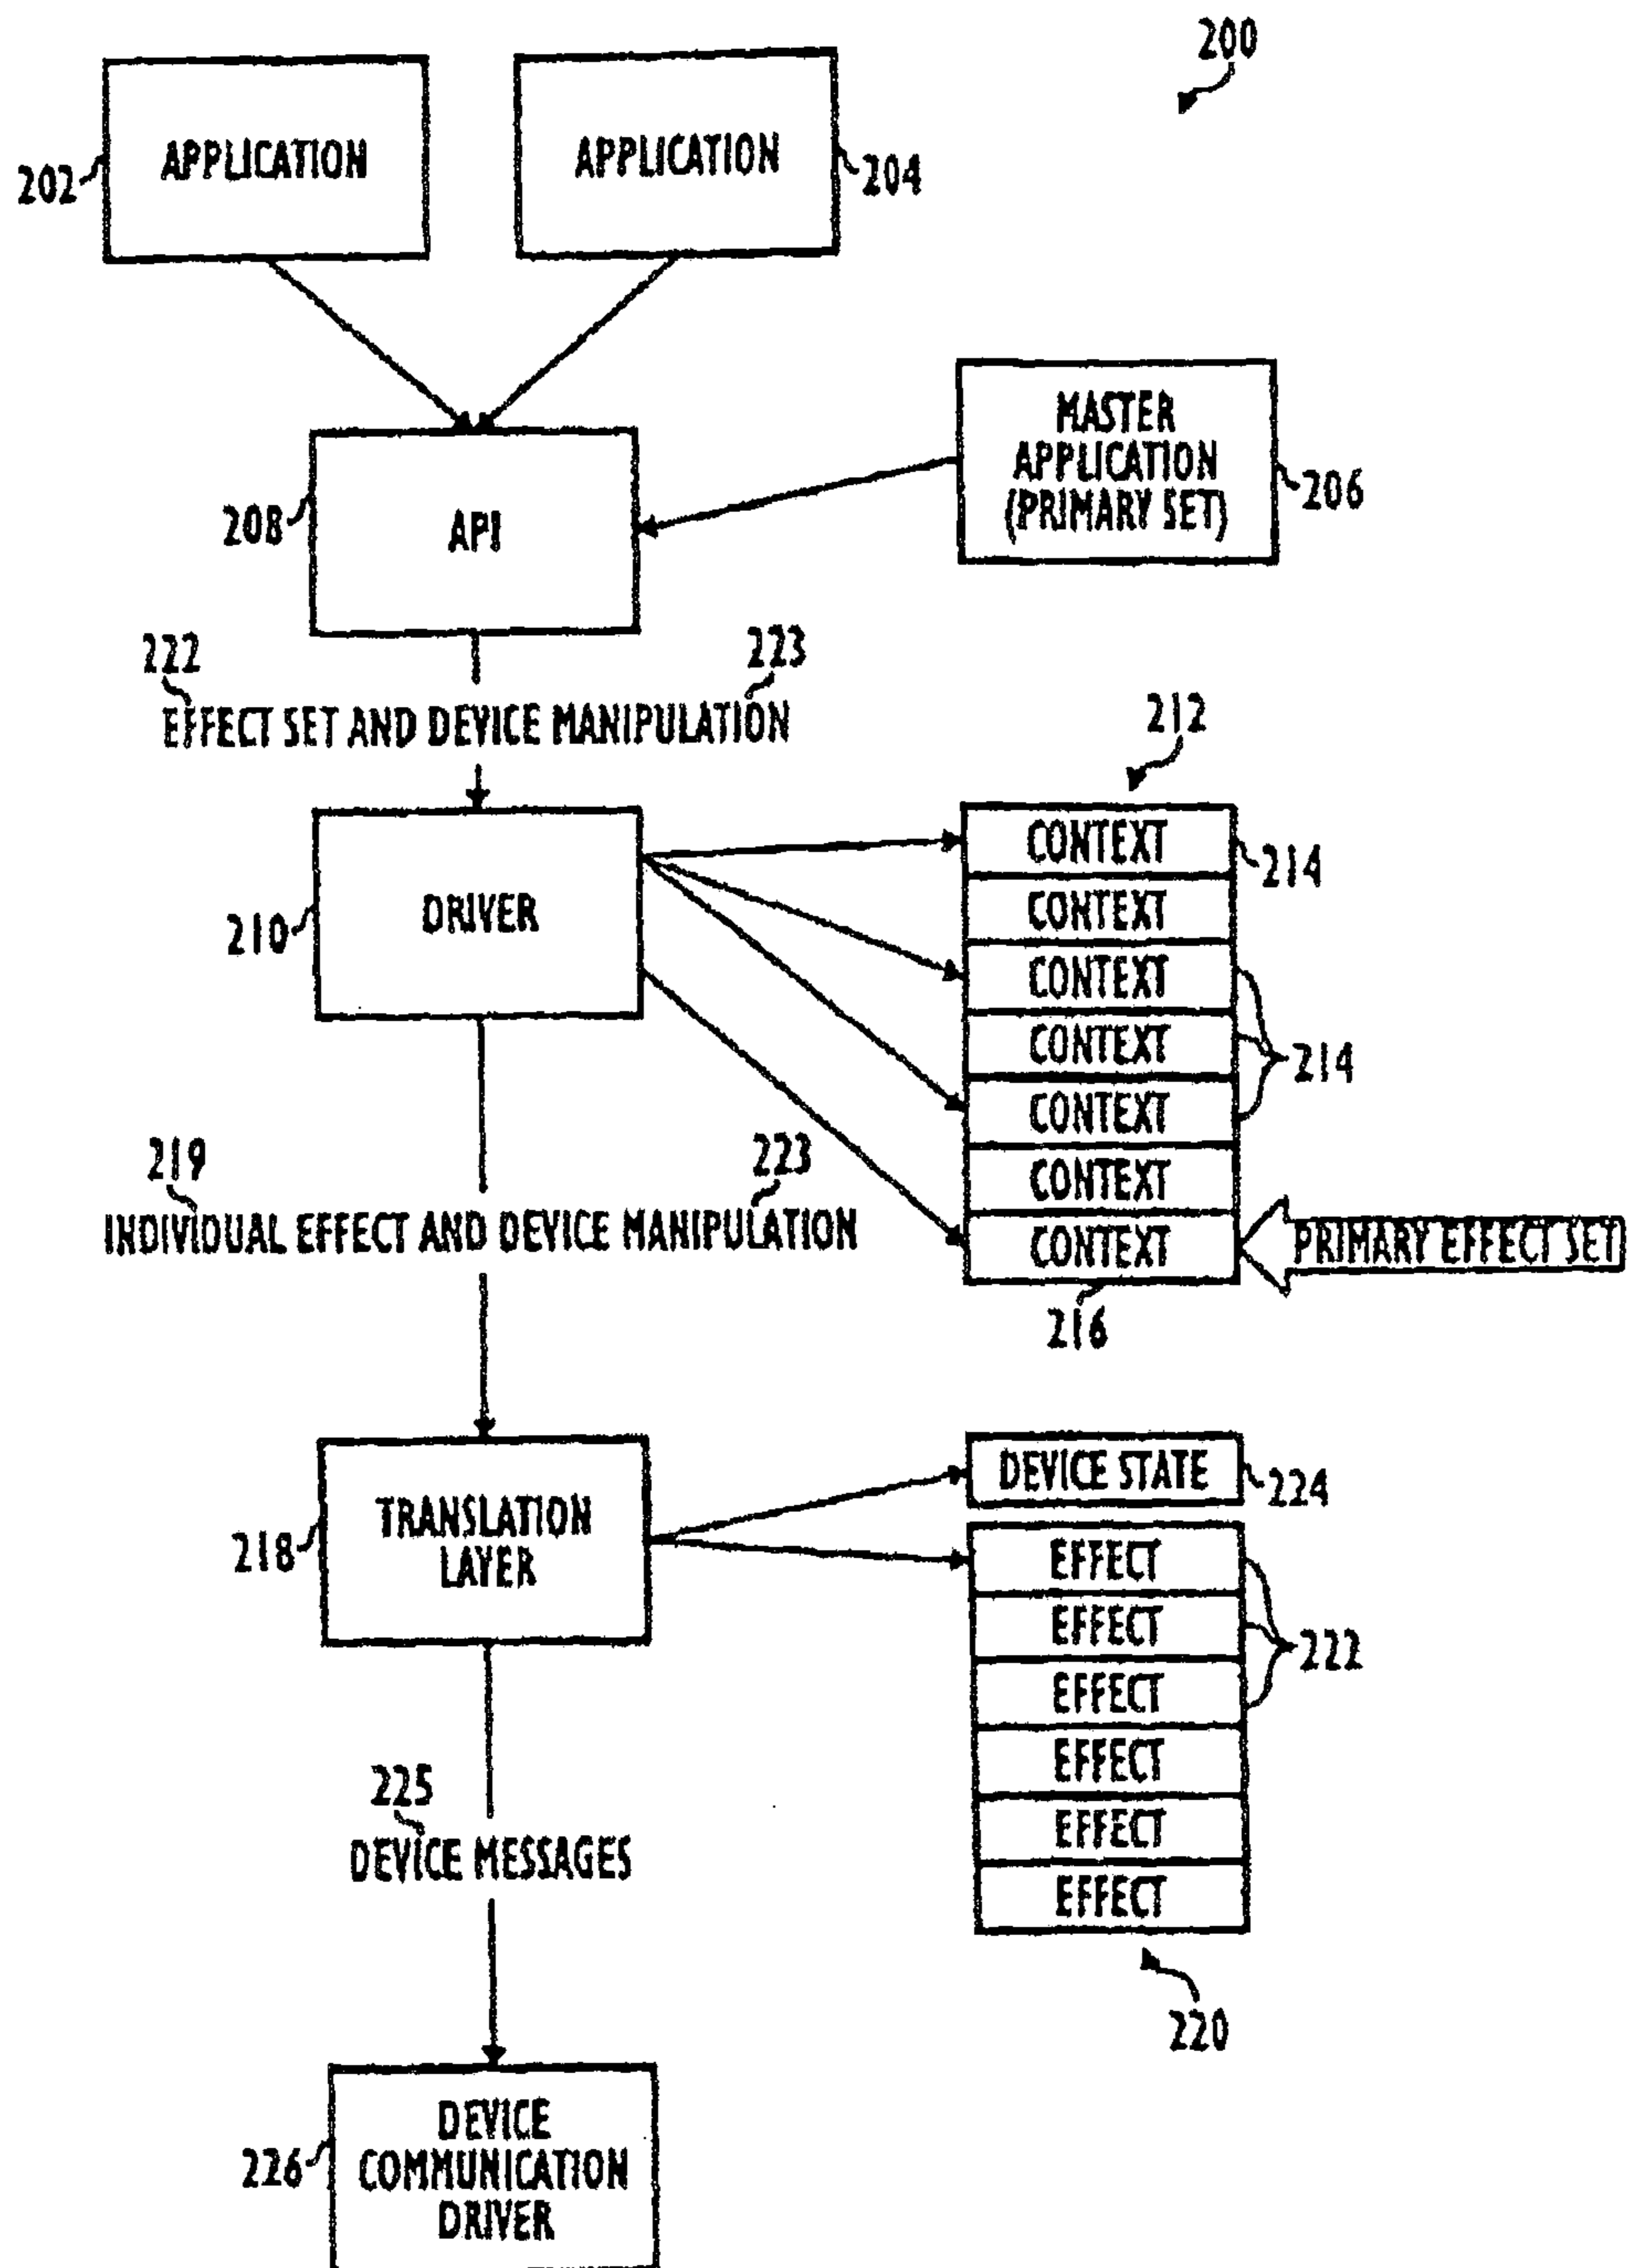 200
APPLICATION
202
APPLICATION
204
MASTER
APPLICATION
(PRIMARY SET)
206
API
208
222
223
EFFECT SET AND DEVICE MANIPULATION
212
DRIVER
210
CONTEXT
214
CONTEXT
CONTEXT
CONTEXT
214
CONTEXT
CONTEXT
CONTEXT
PRIMARY EFFECT SET
216
219
223
INDIVIDUAL EFFECT AND DEVICE MANIPULATION
TRANSLATION
LAYER
218
DEVICE STATE
224
EFFECT
EFFECT
222
EFFECT
EFFECT
EFFECT
EFFECT
220
225
DEVICE MESSAGES
DEVICE
COMMUNICATION
DRIVER
226